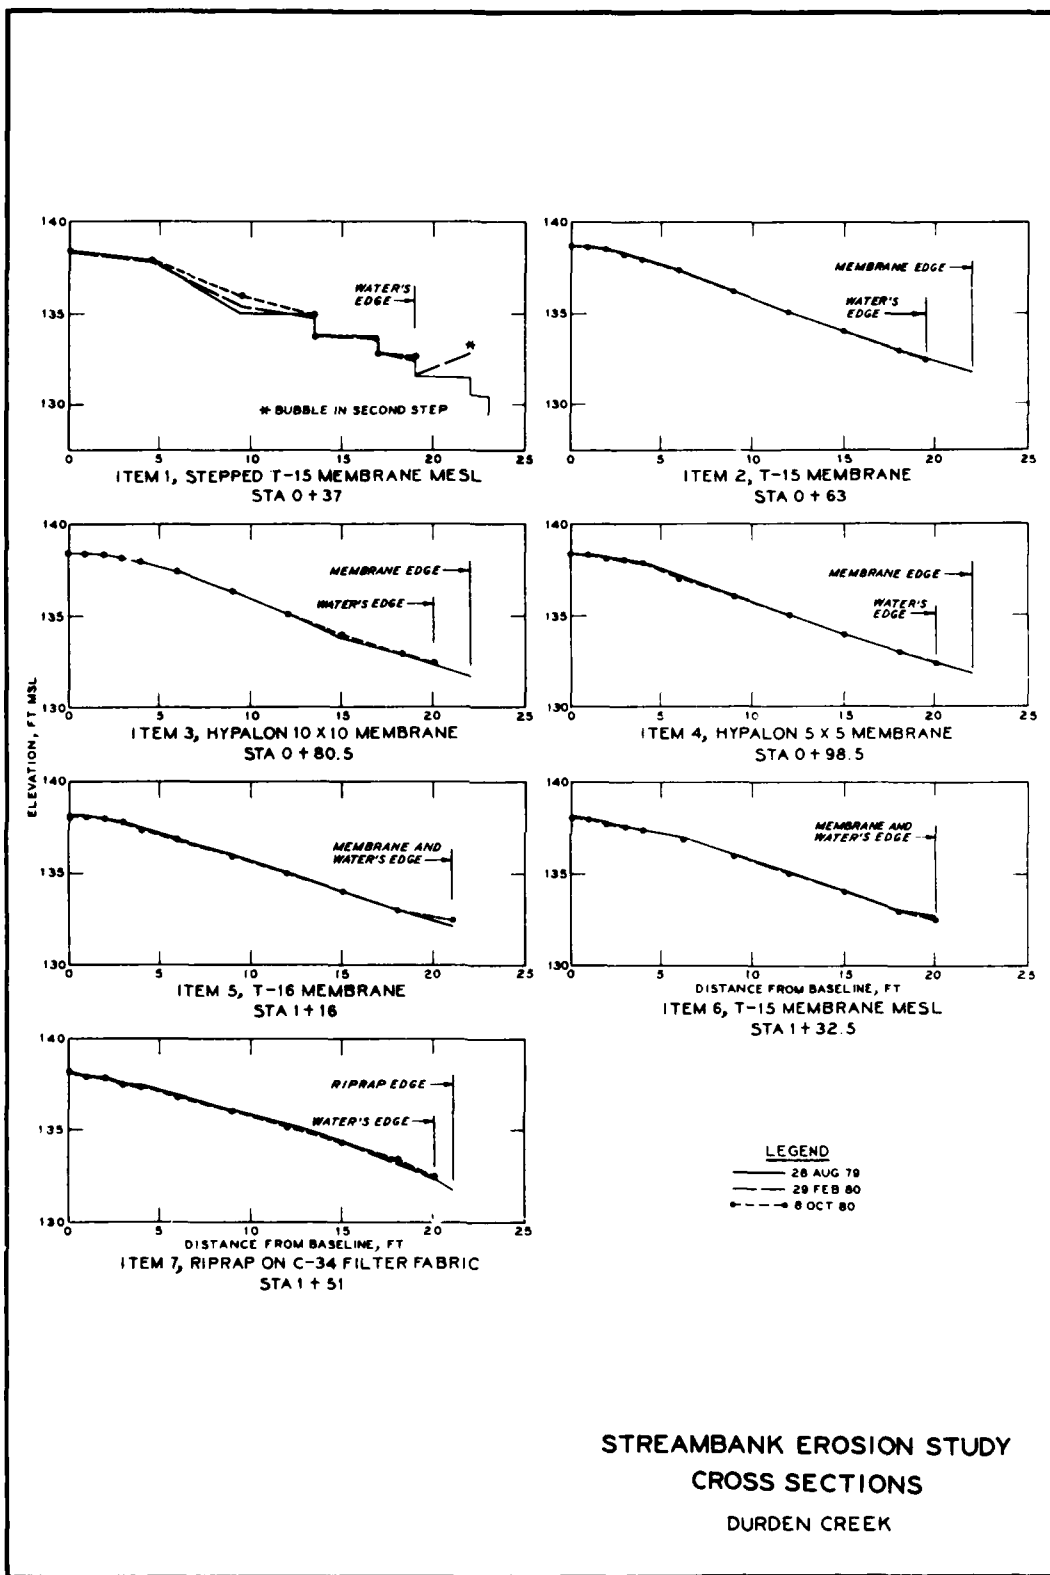 140
135
130
WATER'S
EDGE
* BUBBLE IN SECOND STEP
*
0 5 10 15 20 25
ITEM 1, STEPPED T-15 MEMBRANE MESL
STA 0 + 37
140
135
130
MEMBRANE EDGE
WATER'S
EDGE
0 5 10 15 20 25
ITEM 2, T-15 MEMBRANE
STA 0 + 63
140
135
130
MEMBRANE EDGE
WATER'S EDGE
0 5 10 15 20 25
ITEM 3, HYPALON 10 X 10 MEMBRANE
STA 0 + 80.5
140
135
130
MEMBRANE EDGE
WATER'S
EDGE
0 5 10 15 20 25
ITEM 4, HYPALON 5 X 5 MEMBRANE
STA 0 + 98.5
ELEVATION, FT MSL
140
135
130
MEMBRANE AND
WATER'S EDGE
0 5 10 15 20 25
ITEM 5, T-16 MEMBRANE
STA 1 + 16
140
135
130
MEMBRANE AND
WATER'S EDGE
0 5 10 15 20 25
DISTANCE FROM BASELINE, FT
ITEM 6, T-15 MEMBRANE MESL
STA 1 + 32.5
140
135
130
RIPRAP EDGE
WATER'S EDGE
0 5 10 15 20 25
DISTANCE FROM BASELINE, FT
ITEM 7, RIPRAP ON C-34 FILTER FABRIC
STA 1 + 51
LEGEND
28 AUG 79
29 FEB 80
8 OCT 80
STREAMBANK EROSION STUDY
CROSS SECTIONS
DURDEN CREEK